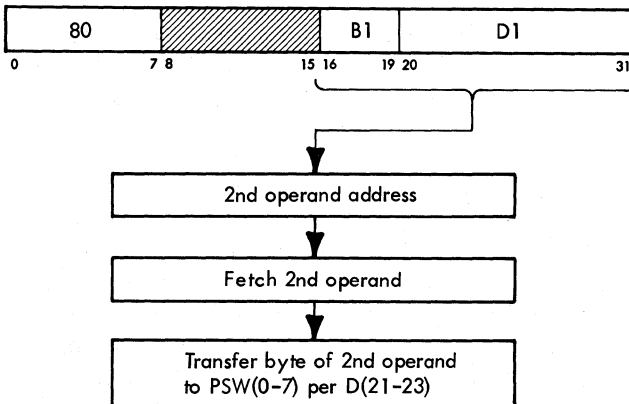 80 B1 D1
0 7 8 15 16 19 20 31
2nd operand address
Fetch 2nd operand
Transfer byte of 2nd operand
to PSW(0-7) per D(21-23)